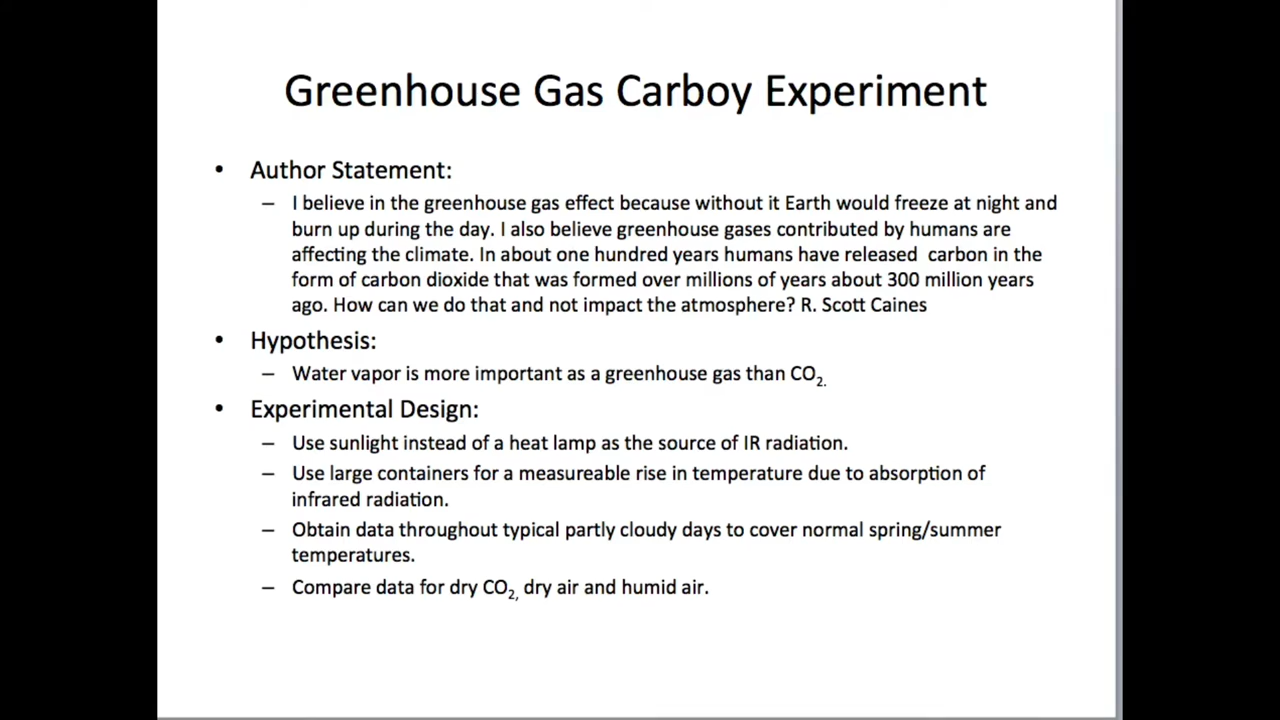 Greenhouse Gas Carboy Experiment
• Author Statement:
– I believe in the greenhouse gas effect because without it Earth would freeze at night and
burn up during the day. I also believe greenhouse gases contributed by humans are
affecting the climate. In about one hundred years humans have released  carbon in the
form of carbon dioxide that was formed over millions of years about 300 million years
ago. How can we do that and not impact the atmosphere? R. Scott Caines
• Hypothesis:
– Water vapor is more important as a greenhouse gas than CO₂.
• Experimental Design:
– Use sunlight instead of a heat lamp as the source of IR radiation.
– Use large containers for a measureable rise in temperature due to absorption of
infrared radiation.
– Obtain data throughout typical partly cloudy days to cover normal spring/summer
temperatures.
– Compare data for dry CO₂, dry air and humid air.